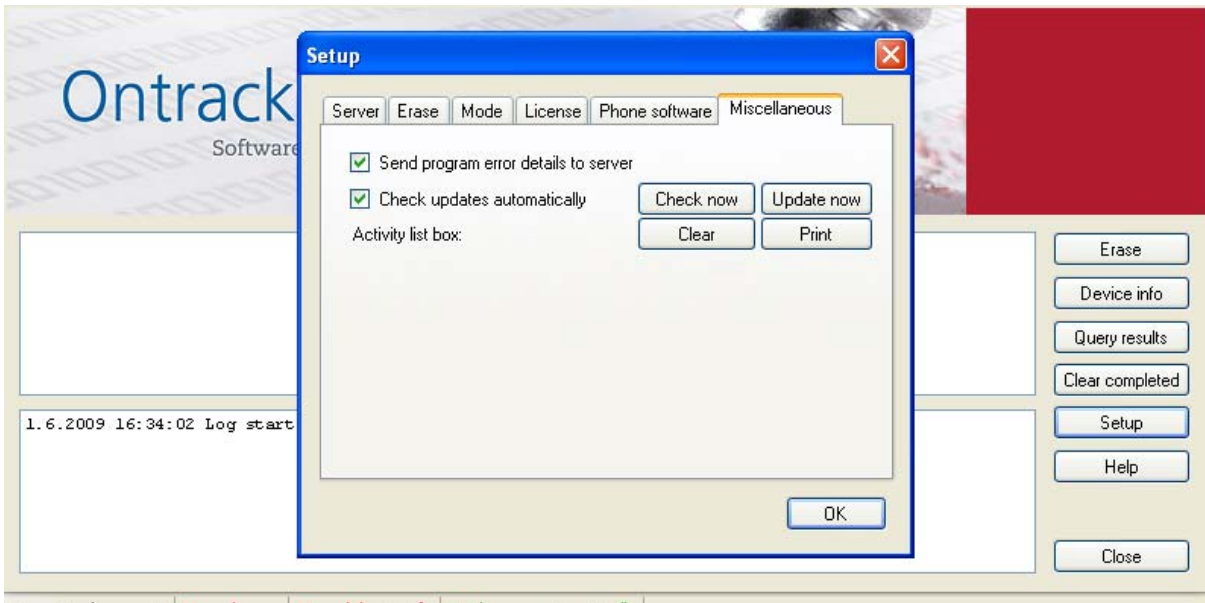 Ontrack
Software
Setup
Server Erase Mode License Phone software Miscellaneous
Send program error details to server
Check updates automatically Check now Update now
Activity list box: Clear Print
OK
Erase
Device info
Query results
Clear completed
Setup
Help
Close
1.6.2009 16:34:02 Log start